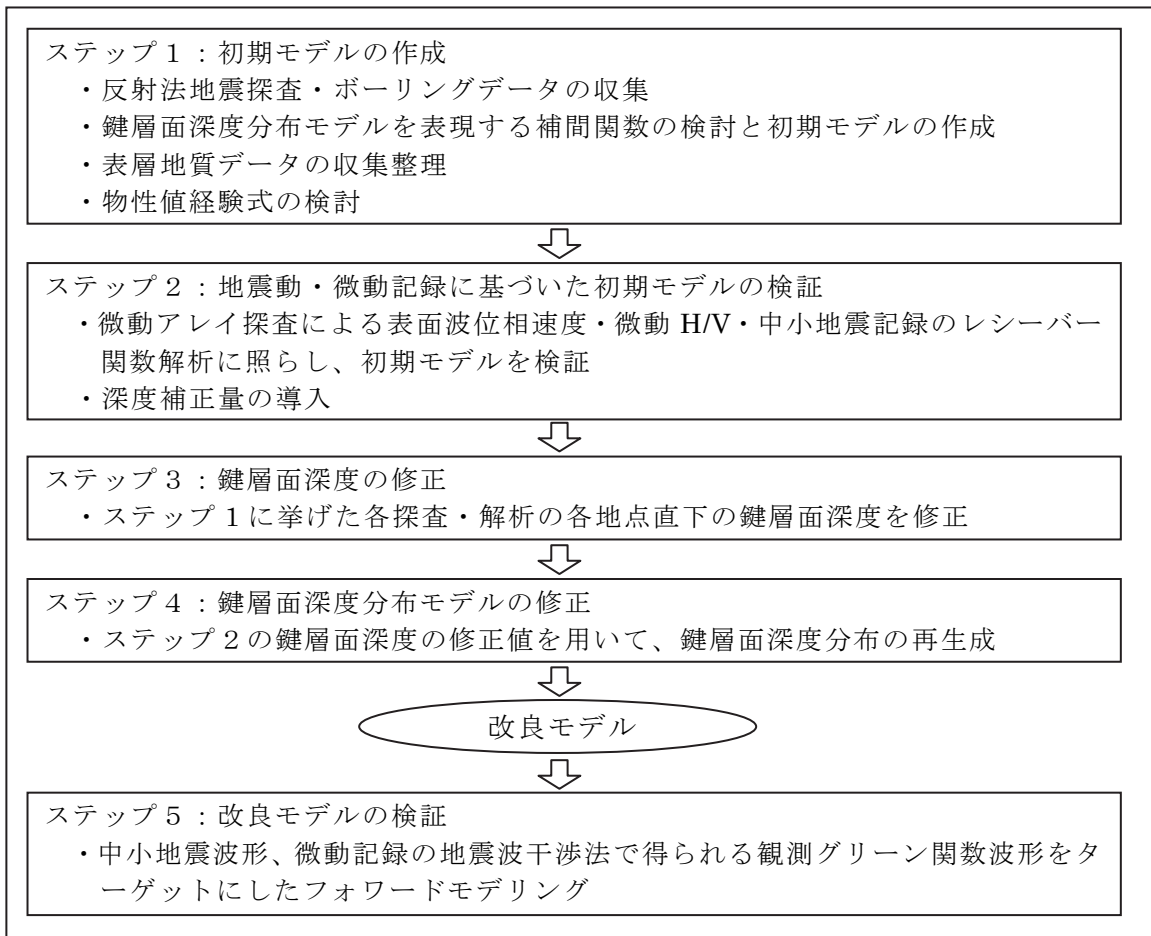 ステップ１：初期モデルの作成
・反射法地震探査・ボーリングデータの収集
・鍵層面深度分布モデルを表現する補間関数の検討と初期モデルの作成
・表層地質データの収集整理
・物性値経験式の検討
ステップ２：地震動・微動記録に基づいた初期モデルの検証
・微動アレイ探査による表面波位相速度・微動 H/V・中小地震記録のレシーバー
関数解析に照らし、初期モデルを検証
・深度補正量の導入
ステップ３：鍵層面深度の修正
・ステップ１に挙げた各探査・解析の各地点直下の鍵層面深度を修正
ステップ４：鍵層面深度分布モデルの修正
・ステップ２の鍵層面深度の修正値を用いて、鍵層面深度分布の再生成
改良モデル
ステップ５：改良モデルの検証
・中小地震波形、微動記録の地震波干渉法で得られる観測グリーン関数波形をタ
ーゲットにしたフォワードモデリング